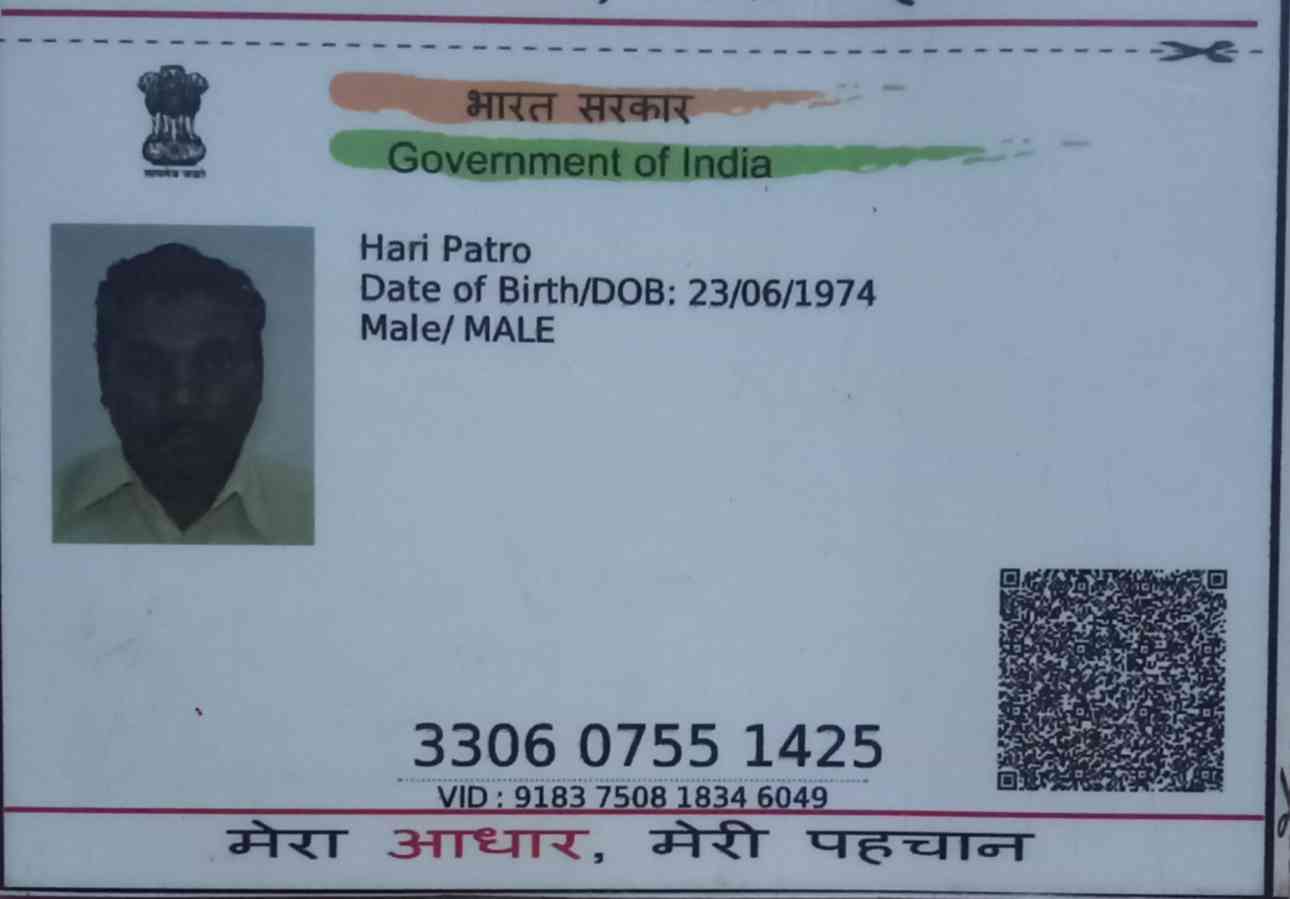 भारत सरकार
Government of India
Hari Patro
Date of Birth/DOB: 23/06/1974
Male/ MALE
3306 0755 1425
VID : 9183 7508 1834 6049
मेरा आधार, मेरी पहचान